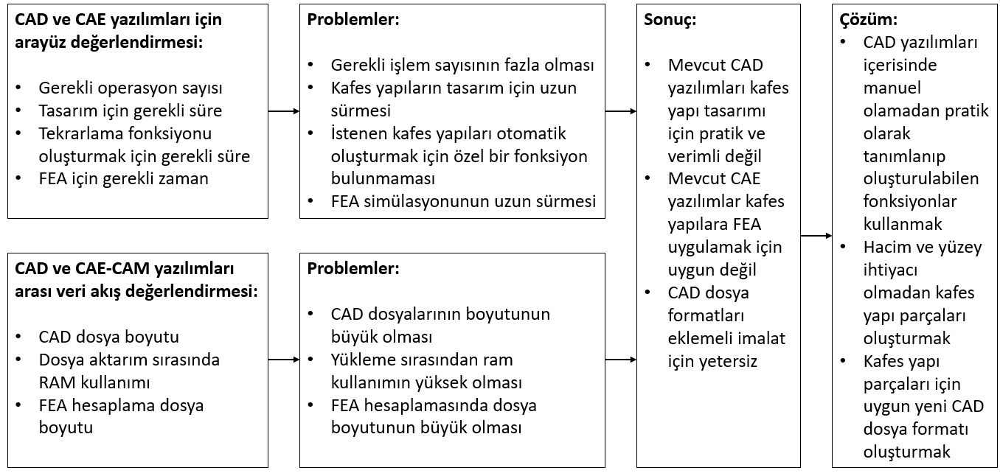 CAD ve CAE yazılımları için
arayüz değerlendirmesi:
• Gerekli operasyon sayısı
• Tasarım için gerekli süre
• Tekrarlama fonksiyonu
oluşturmak için gerekli süre
• FEA için gerekli zaman
Problemler:
• Gerekli işlem sayısının fazla olması
• Kafes yapıların tasarım için uzun
sürmesi
• İstenen kafes yapıları otomatik
oluşturmak için özel bir fonksiyon
bulunmaması
• FEA simülasyonunun uzun sürmesi
CAD ve CAE-CAM yazılımları
arası veri akış değerlendirmesi:
• CAD dosya boyutu
• Dosya aktarım sırasında
RAM kullanımı
• FEA hesaplama dosya
boyutu
Problemler:
• CAD dosyalarının boyutunun
büyük olması
• Yükleme sırasından ram
kullanımın yüksek olması
• FEA hesaplamasında dosya
boyutunun büyük olması
Sonuç:
• Mevcut CAD
yazılımları kafes
yapı tasarımı
için pratik ve
verimli değil
• Mevcut CAE
yazılımlar kafes
yapılara FEA
uygulamak için
uygun değil
• CAD dosya
formatları
eklemeli imalat
için yetersiz
Çözüm:
• CAD yazılımları
içerisinde
manuel
olamadan pratik
olarak
tanımlanıp
oluşturulabilen
fonksiyonlar
kullanmak
• Hacim ve yüzey
ihtiyacı
olmadan kafes
yapı parçaları
oluşturmak
• Kafes yapı
parçaları için
uygun yeni CAD
dosya formatı
oluşturmak